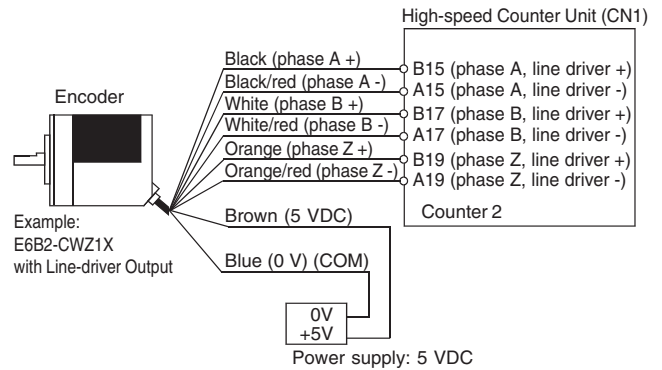 High-speed Counter Unit (CN1)
Black (phase A +)
Black/red (phase A -)
White (phase B +)
White/red (phase B -)
Orange (phase Z +)
Orange/red (phase Z -)
B15 (phase A, line driver +)
A15 (phase A, line driver -)
B17 (phase B, line driver +)
A17 (phase B, line driver -)
B19 (phase Z, line driver +)
A19 (phase Z, line driver -)
Counter 2
Encoder
Example:
E6B2-CWZ1X
with Line-driver Output
Brown (5 VDC)
Blue (0 V) (COM)
0V
+5V
Power supply: 5 VDC